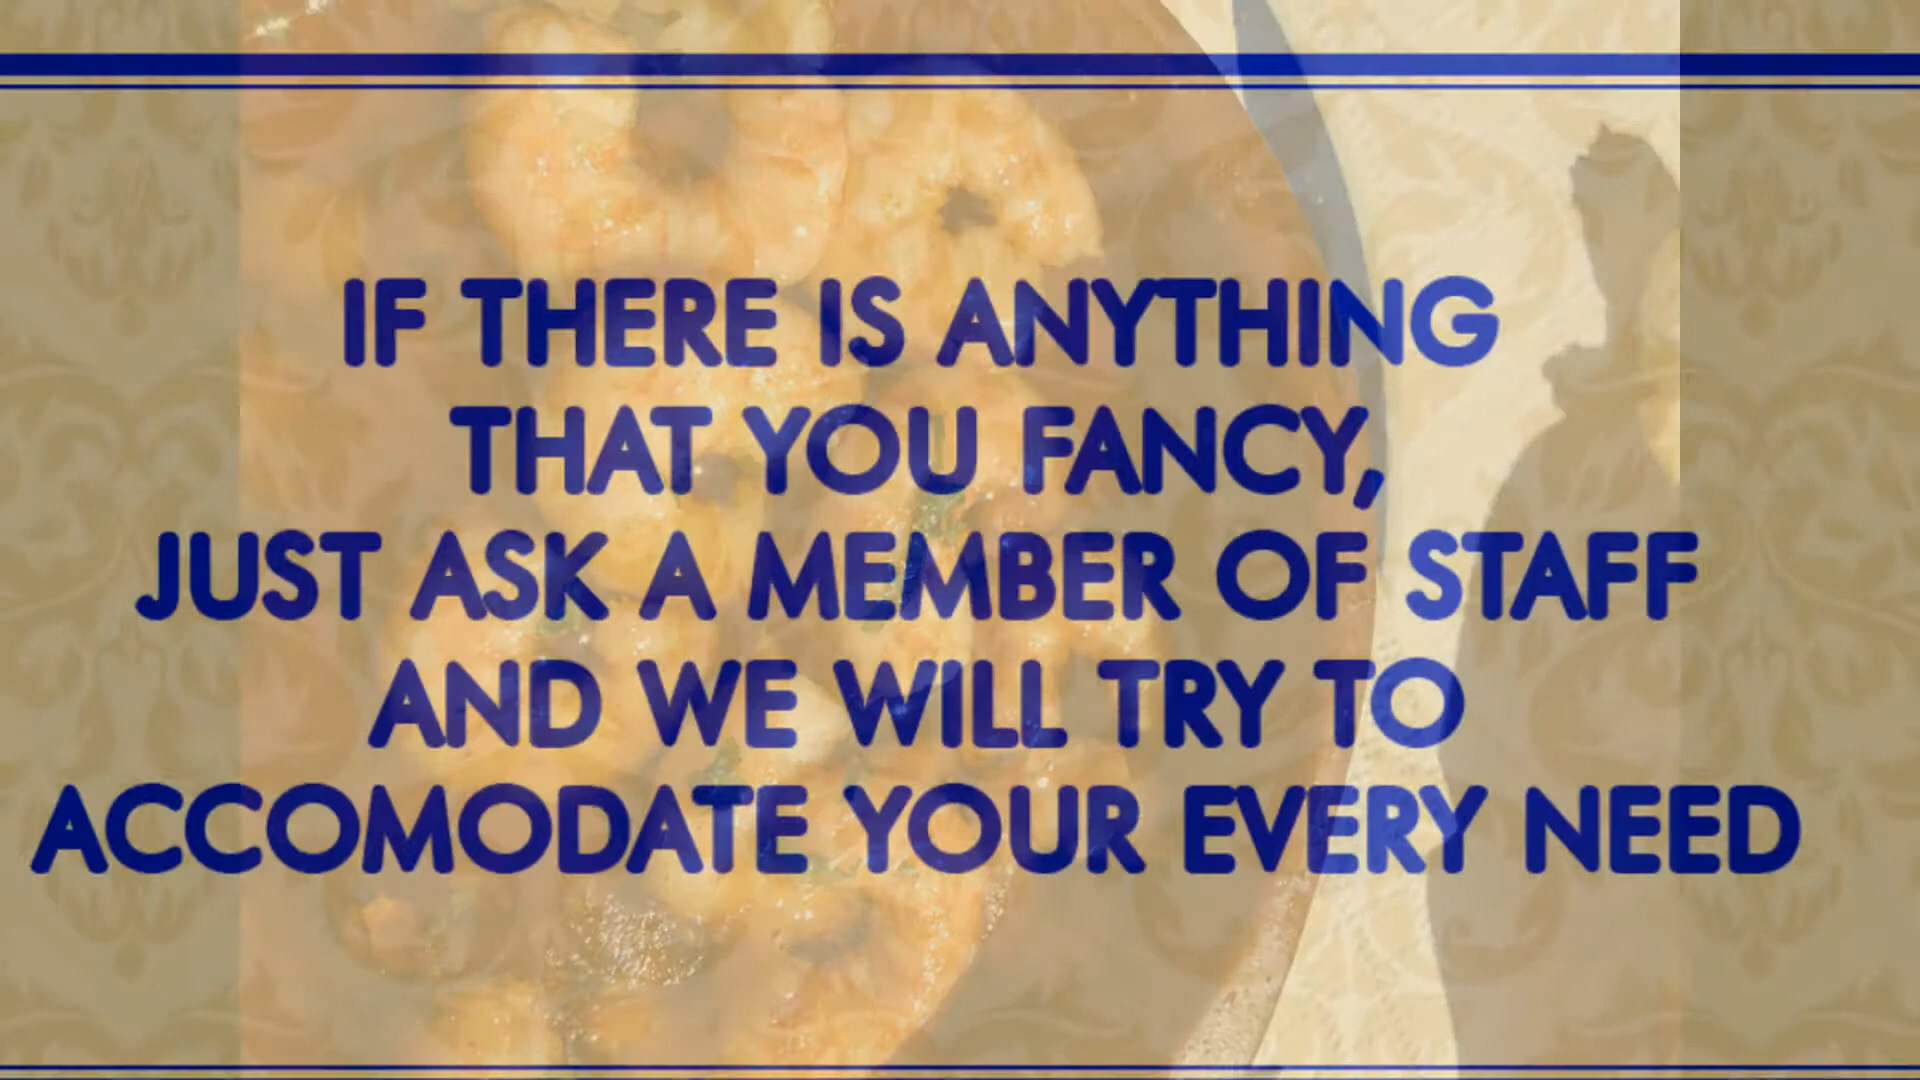 IF THERE IS ANYTHING
THAT YOU FANCY,
JUST ASK A MEMBER OF STAFF
AND WE WILL TRY TO
ACCOMODATE YOUR EVERY NEED